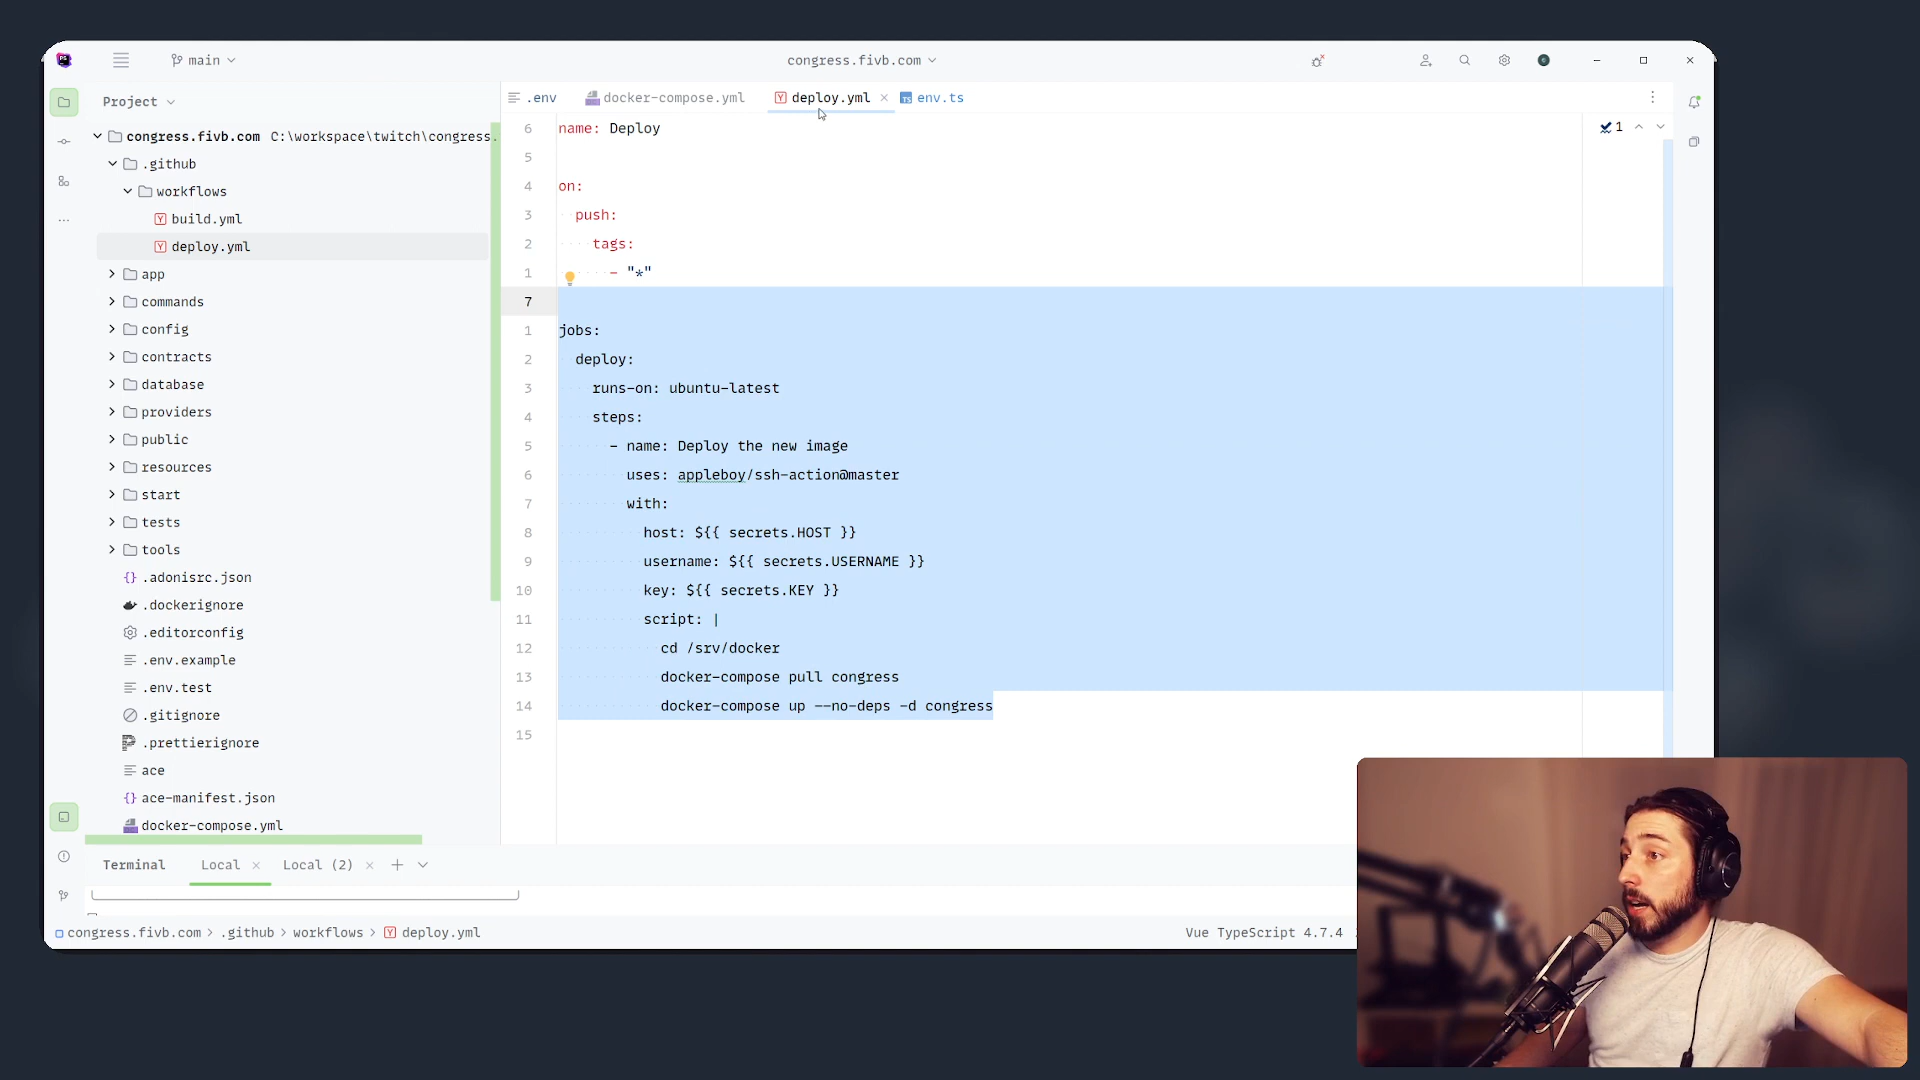 PS
main
congress.fivb.com
Project
.env
docker-compose.yml
deploy.yml
env.ts
congress.fivb.com C:\workspace\twitch\congress.
.github
workflows
build.yml
deploy.yml
app
commands
config
contracts
database
providers
public
resources
start
tests
tools
.adonisrc.json
.dockerignore
.editorconfig
.env.example
.env.test
.gitignore
.prettierignore
ace
ace-manifest.json
docker-compose.yml
6 name: Deploy
5
4 on:
3 push:
2 tags:
1 - "*"
7
1 jobs:
2 deploy:
3 runs-on: ubuntu-latest
4 steps:
5 - name: Deploy the new image
6 uses: appleboy/ssh-action@master
7 with:
8 host: ${{ secrets.HOST }}
9 username: ${{ secrets.USERNAME }}
10 key: ${{ secrets.KEY }}
11 script: |
12 cd /srv/docker
13 docker-compose pull congress
14 docker-compose up --no-deps -d congress
15
1
Terminal
Local
Local (2)
congress.fivb.com > .github > workflows > deploy.yml
Vue TypeScript 4.7.4